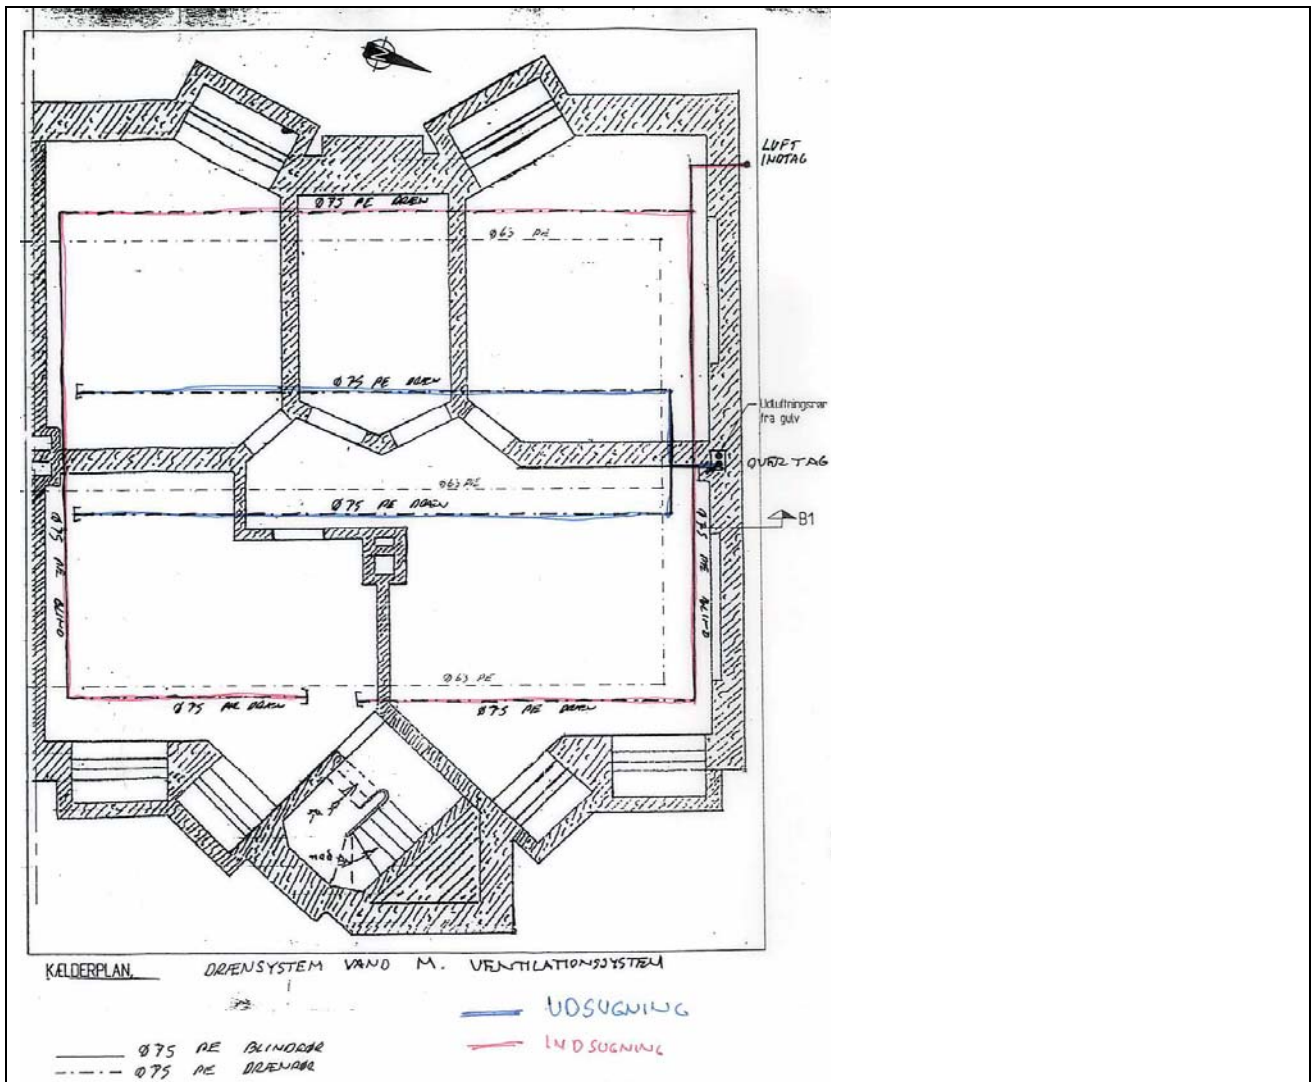 N
LUFT
INDTAG
Ø75 PE DRÆN
Ø63 PE
Ø75 PE DRÆN
Udluftningsrør
fra gulv
OVER TAG
Ø63 PE
Ø75 PE DRÆN
B1
Ø75 PE BLIND
Ø75 PE BLIND
Ø63 PE
Ø75 PE DRÆN
Ø75 PE DRÆN
ned
KÆLDERPLAN. DRÆNSYSTEM VAND M. VENTILATIONSSYSTEM
UDSUGNING
INDSUGNING
Ø75 PE BLINDRØR
Ø75 PE DRÆNRØR